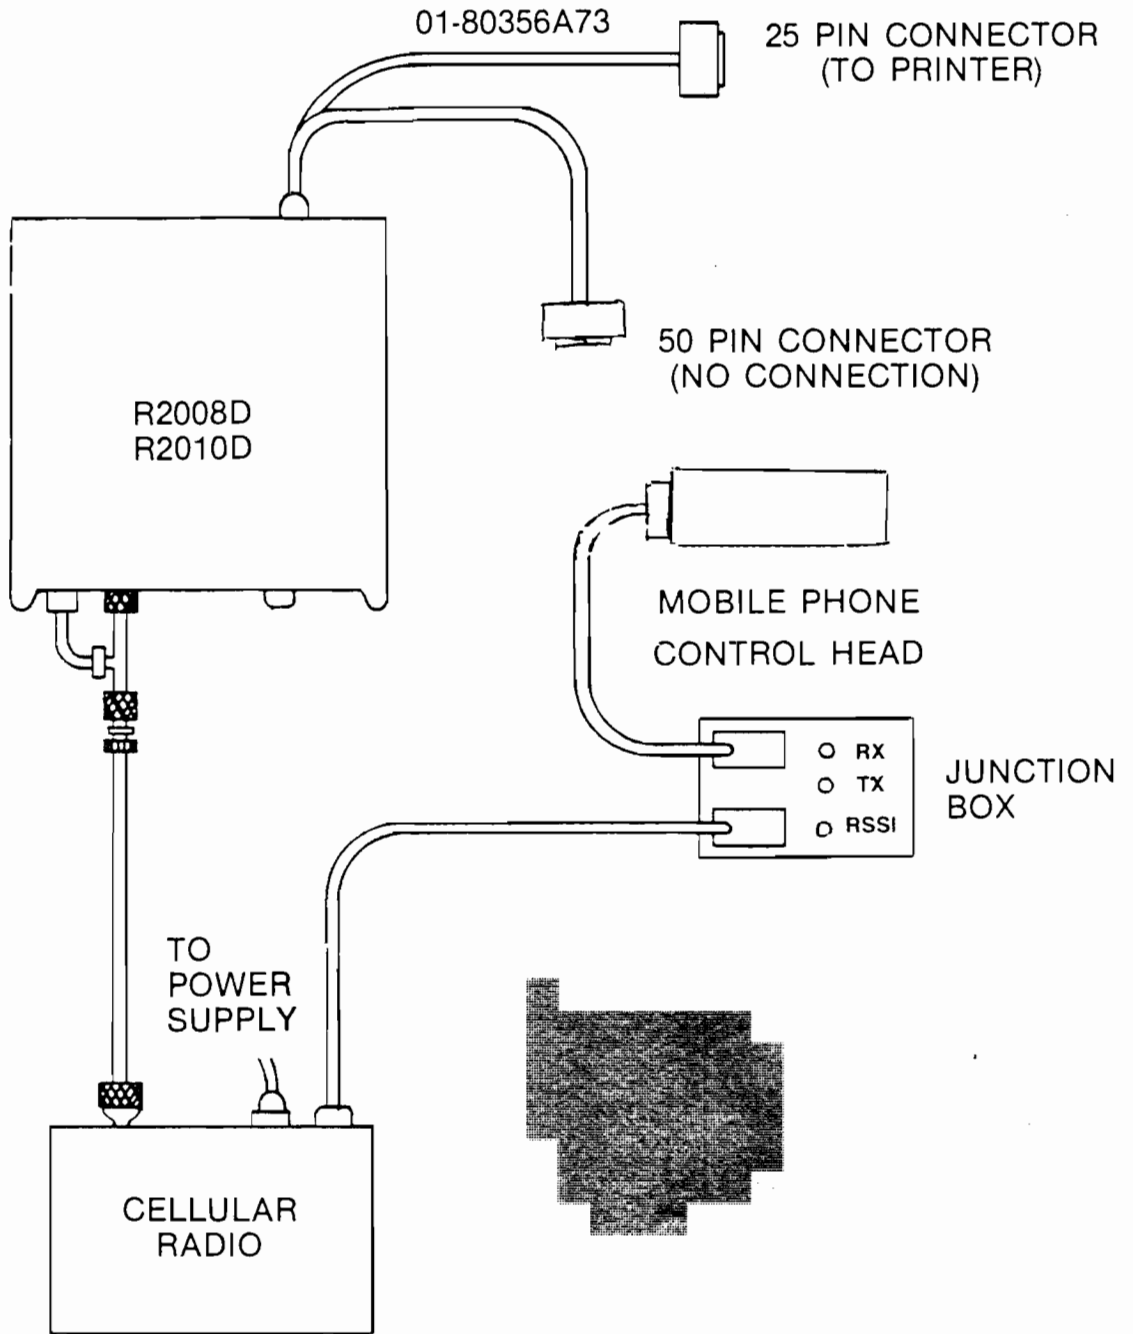 01-80356A73
25 PIN CONNECTOR
(TO PRINTER)
50 PIN CONNECTOR
(NO CONNECTION)
R2008D
R2010D
MOBILE PHONE
CONTROL HEAD
RX
TX
RSSI
JUNCTION
BOX
TO
POWER
SUPPLY
CELLULAR
RADIO